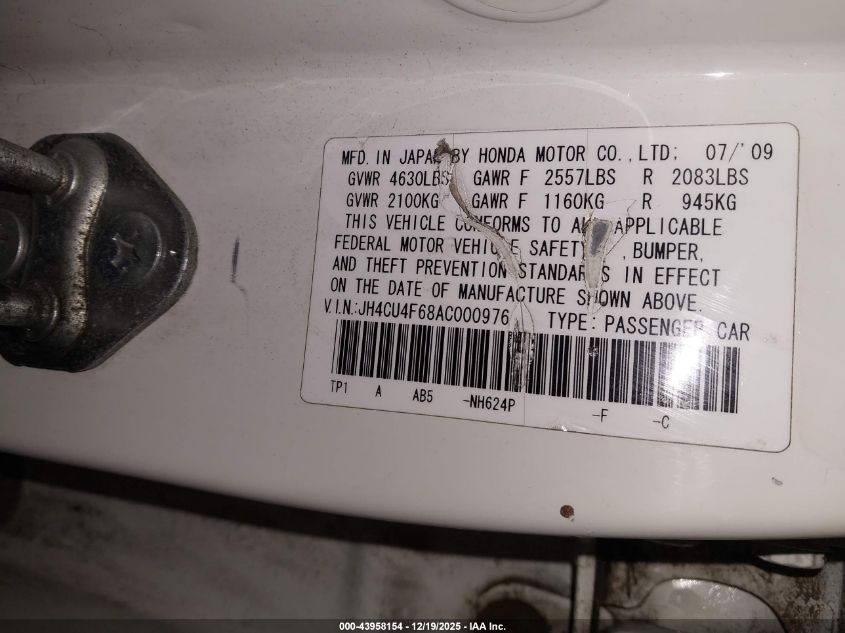 MFD. IN JAPAN BY HONDA MOTOR CO., LTD; 07/'09
GVWR 4630LBS GAWR F 2557LBS R 2083LBS
GVWR 2100KG GAWR F 1160KG R 945KG
THIS VEHICLE CONFORMS TO ALL APPLICABLE
FEDERAL MOTOR VEHICLE SAFETY, BUMPER,
AND THEFT PREVENTION STANDARDS IN EFFECT
ON THE DATE OF MANUFACTURE SHOWN ABOVE.
V.I.N.:JH4CU4F68AC000976 TYPE: PASSENGER CAR
TP1 A AB5 -NH624P -F -C
000-43958154 - 12/19/2025 - IAA Inc.